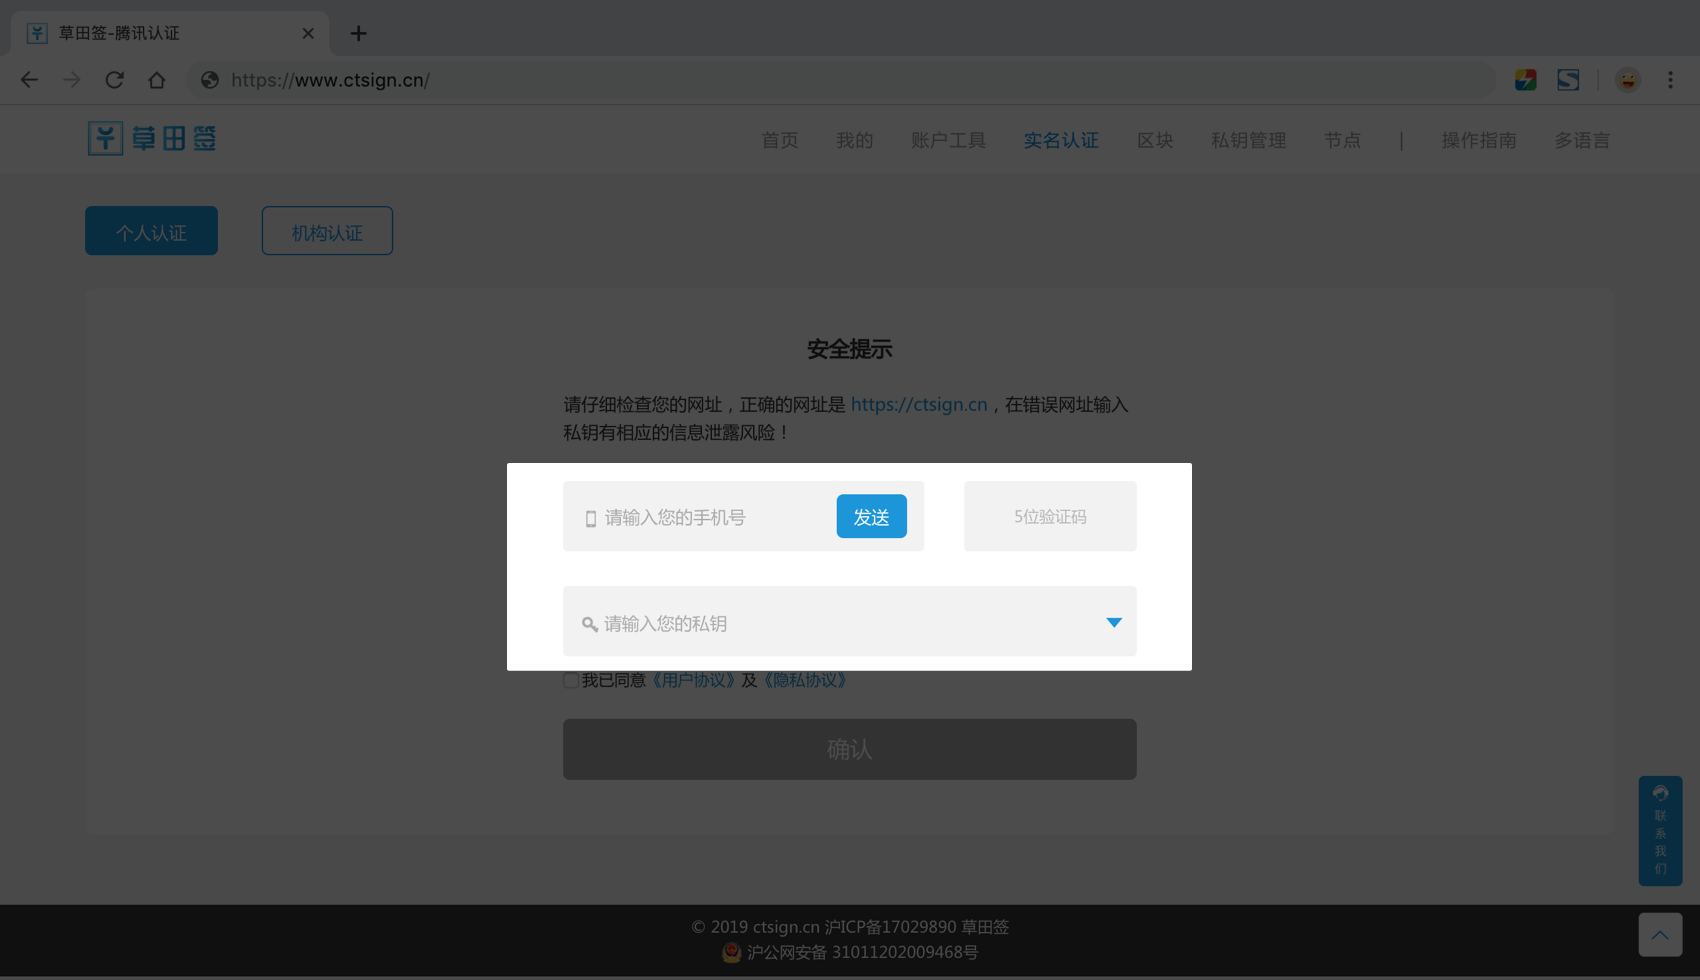 草田签-腾讯认证
https://www.ctsign.cn/
草田签
首页 我的 账户工具 实名认证 区块 私钥管理 节点 | 操作指南 多语言
个人认证 机构认证
安全提示
请仔细检查您的网址，正确的网址是 https://ctsign.cn，在错误网址输入
私钥有相应的信息泄露风险！
请输入您的手机号 发送 5位验证码
请输入您的私钥
我已同意《用户协议》及《隐私协议》
确认
联系我们
© 2019 ctsign.cn 沪ICP备17029890 草田签
沪公网安备 31011202009468号